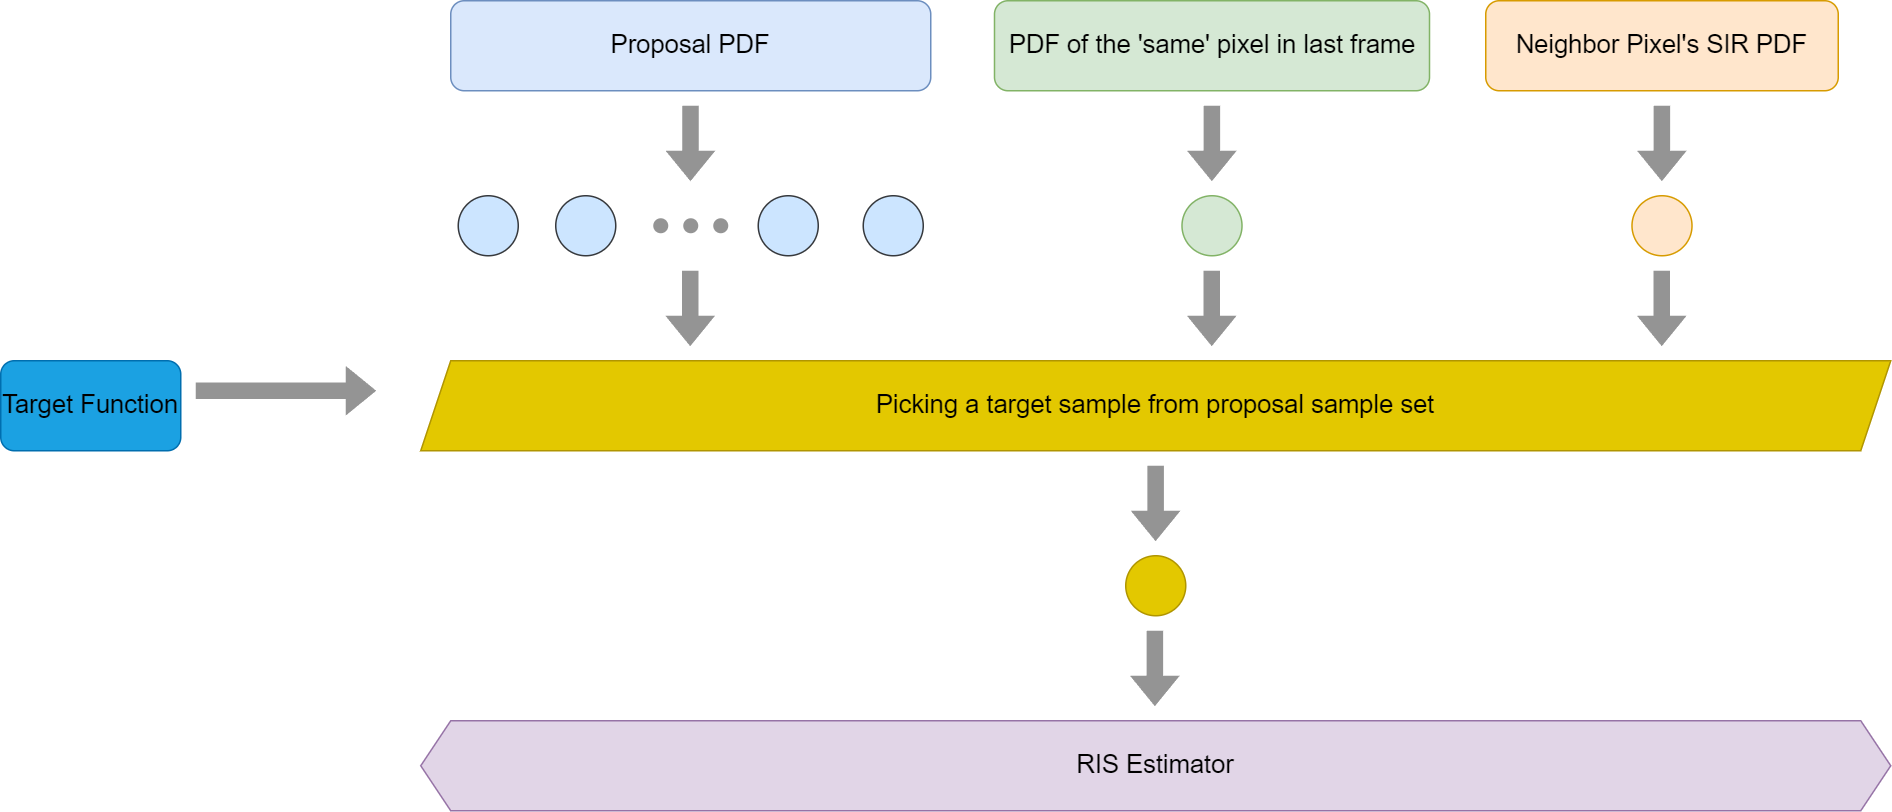 Proposal PDF
PDF of the 'same' pixel in last frame
Neighbor Pixel's SIR PDF
Target Function
Picking a target sample from proposal sample set
RIS Estimator